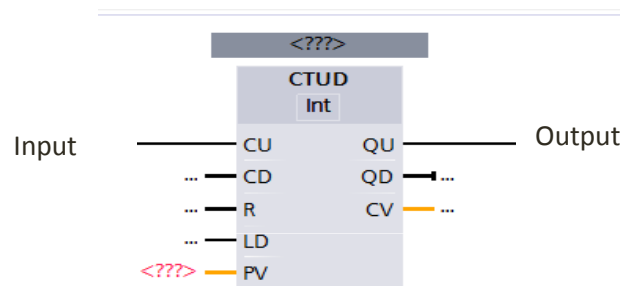 <???>
CTUD
Int
Input CU QU Output
... CD QD ...
... R CV ...
... LD
<???> PV